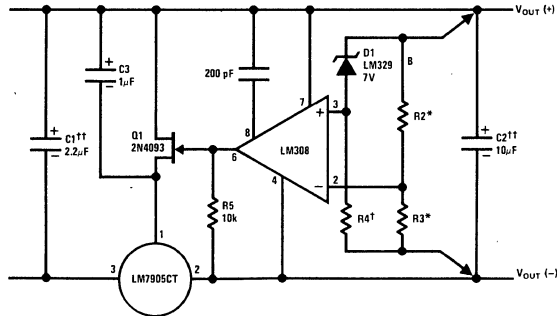 VOUT (+)
C3
1µF
+
−
200 pF
D1
LM329
7V
B
7
3
R2*
8
C1††
2.2µF
+
−
Q1
2N4093
+
6
LM308
C2††
10µF
+
−
4
−
2
R5
10k
R4†
R3*
1
3
LM7905CT
2
VOUT (−)